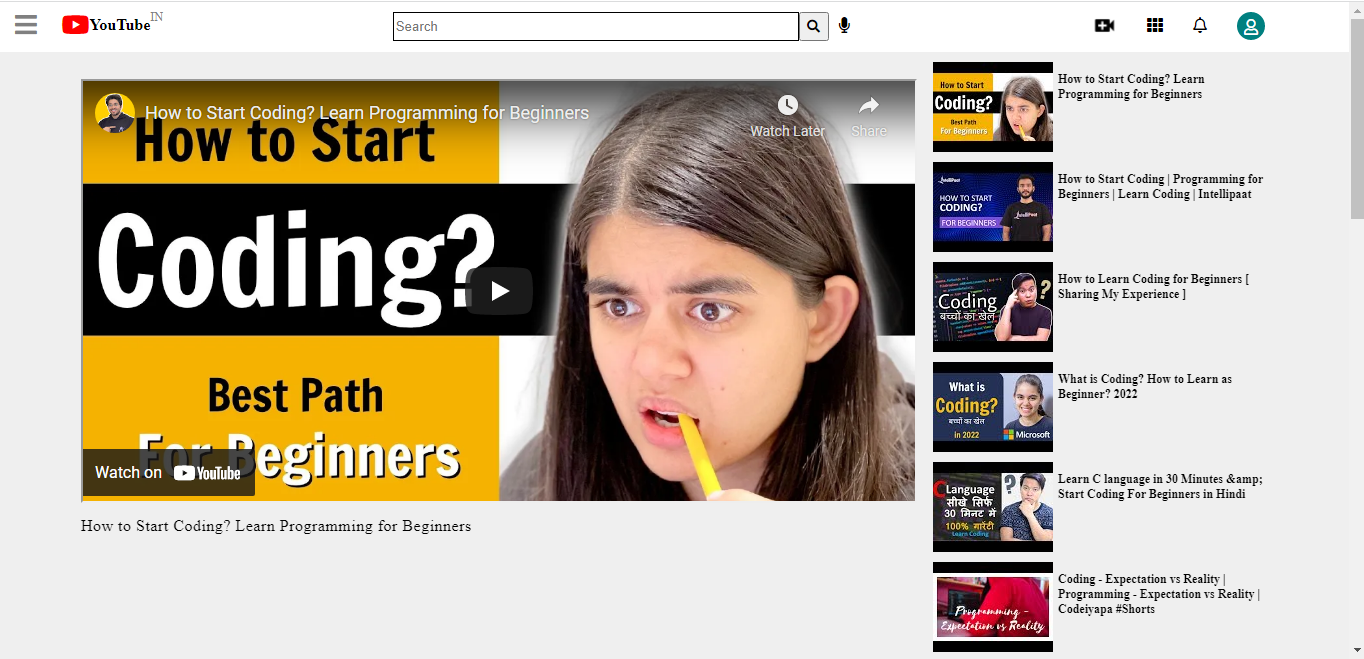 YouTube IN
Search
How to Start Coding? Learn Programming for Beginners
Watch Later
Share
How to Start
Coding?
Best Path
For Beginners
Watch on YouTube
How to Start Coding? Learn Programming for Beginners
How to Start
Coding?
Best Path
For Beginners
How to Start Coding? Learn
Programming for Beginners
Intellipaat
HOW TO START
CODING?
FOR BEGINNERS
Intellipaat
How to Start Coding | Programming for
Beginners | Learn Coding | Intellipaat
Coding
बच्चों का खेल
?
How to Learn Coding for Beginners [
Sharing My Experience ]
What is
Coding?
बच्चों का खेल
in 2022
Microsoft
What is Coding? How to Learn as
Beginner? 2022
C Language
सीखे सिर्फ
30 मिनट में
100% गारेंटी
Learn Coding
?
Learn C language in 30 Minutes &amp;
Start Coding For Beginners in Hindi
Programming -
Expectation vs Reality
Coding - Expectation vs Reality |
Programming - Expectation vs Reality |
Codeiyapa #Shorts